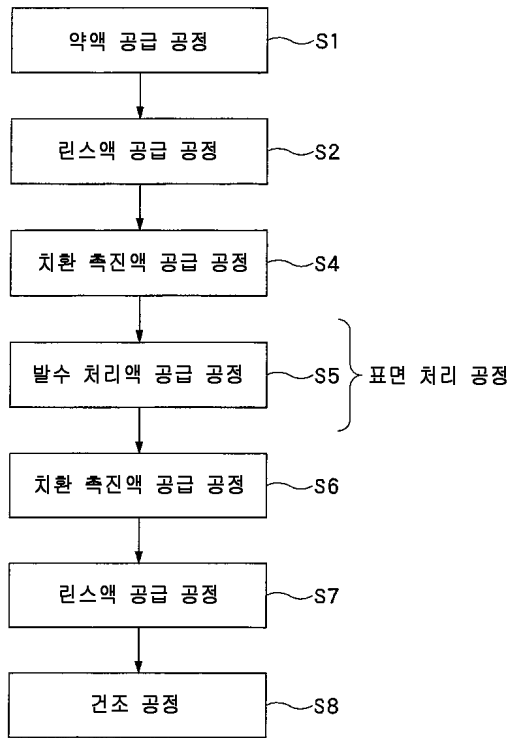 약액 공급 공정 S1
린스액 공급 공정 S2
치환 촉진액 공급 공정 S4
발수 처리액 공급 공정 S5 표면 처리 공정
치환 촉진액 공급 공정 S6
린스액 공급 공정 S7
건조 공정 S8